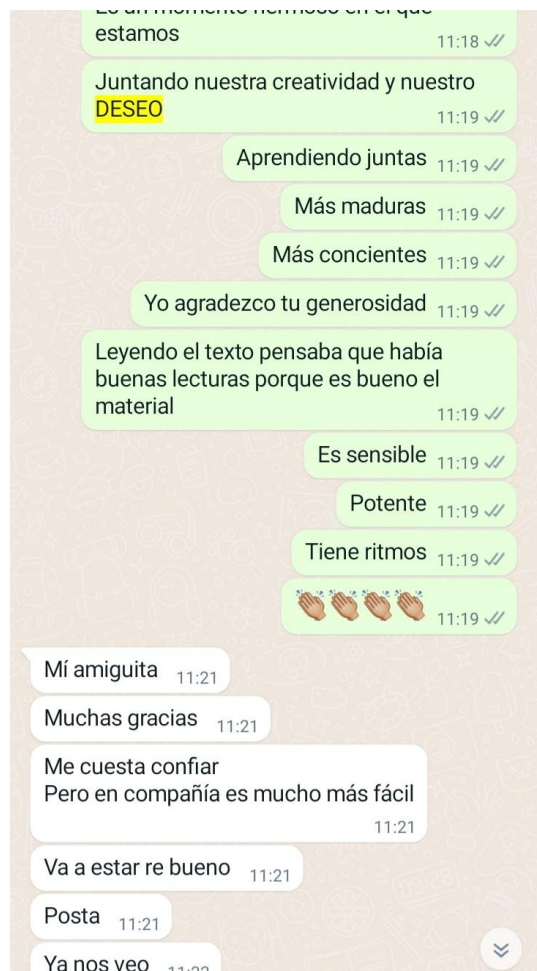 estamos
11:18
Juntando nuestra creatividad y nuestro
DESEO
11:19
Aprendiendo juntas 11:19
Más maduras 11:19
Más concientes 11:19
Yo agradezco tu generosidad 11:19
Leyendo el texto pensaba que había
buenas lecturas porque es bueno el
material
11:19
Es sensible 11:19
Potente 11:19
Tiene ritmos 11:19
👏🏽👏🏽👏🏽👏🏽 11:19
Mí amiguita 11:21
Muchas gracias 11:21
Me cuesta confiar
Pero en compañía es mucho más fácil
11:21
Va a estar re bueno 11:21
Posta 11:21
Ya nos veo